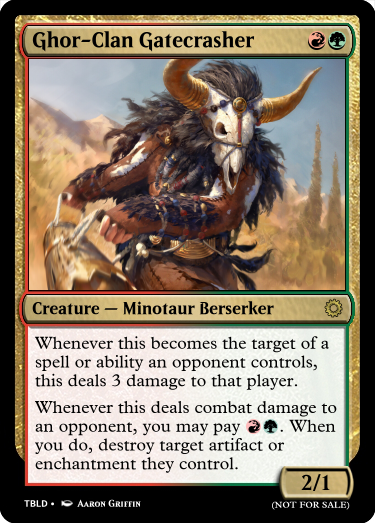 Ghor-Clan Gatecrasher
Creature — Minotaur Berserker
Whenever this becomes the target of a
spell or ability an opponent controls,
this deals 3 damage to that player.
Whenever this deals combat damage to
an opponent, you may pay . When
you do, destroy target artifact or
enchantment they control.
2/1
TBLD • Aaron Griffin
(NOT FOR SALE)